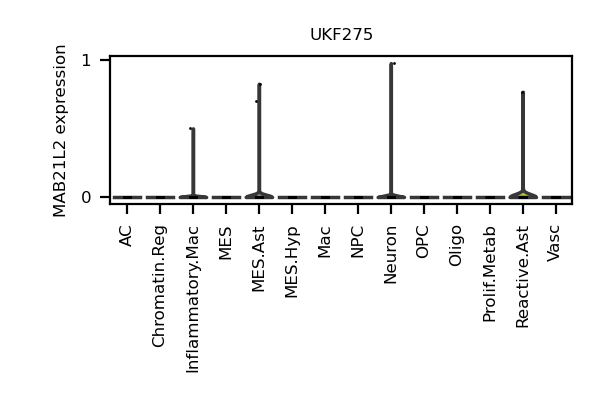 UKF275
MAB21L2 expression
1
0
AC
Chromatin.Reg
Inflammatory.Mac
MES
MES.Ast
MES.Hyp
Mac
NPC
Neuron
OPC
Oligo
Prolif.Metab
Reactive.Ast
Vasc